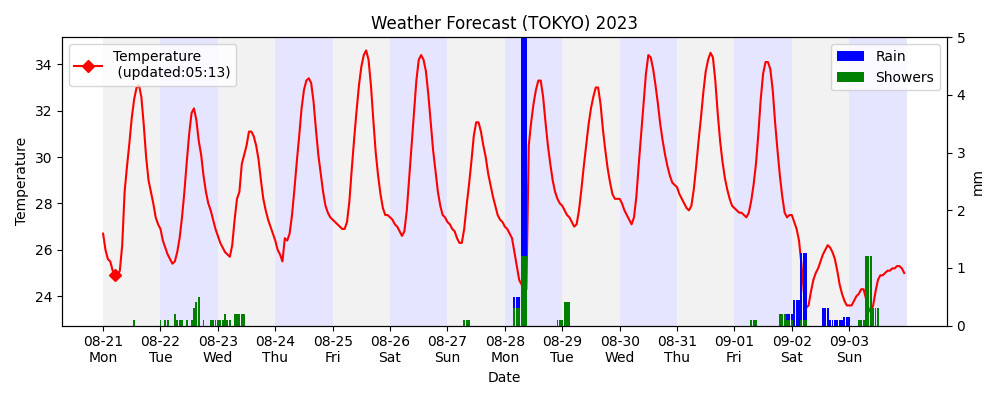 Weather Forecast (TOKYO) 2023
Temperature
(updated:05:13)
Rain
Showers
Temperature
34
32
30
28
26
24
mm
5
4
3
2
1
0
08-21 08-22 08-23 08-24 08-25 08-26 08-27 08-28 08-29 08-30 08-31 09-01 09-02 09-03
Mon Tue Wed Thu Fri Sat Sun Mon Tue Wed Thu Fri Sat Sun
Date